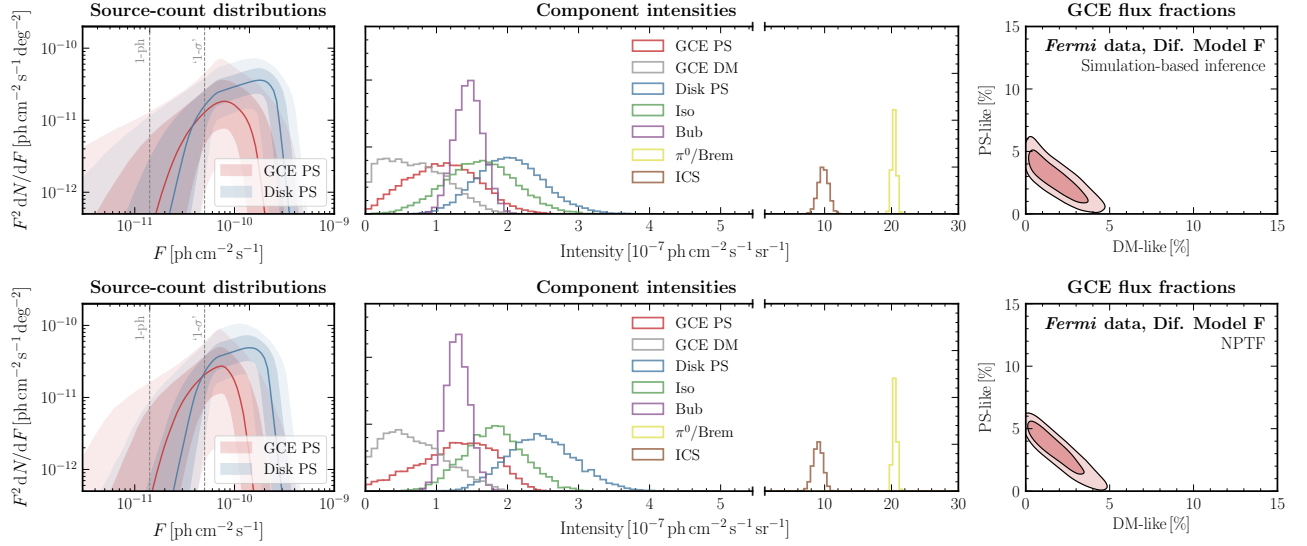 Source-count distributions
Component intensities
GCE flux fractions
F² dN/dF [ph cm⁻² s⁻¹ deg⁻²]
10⁻¹⁰
10⁻¹¹
10⁻¹²
1-ph
'1-σ'
GCE PS
Disk PS
10⁻¹¹ 10⁻¹⁰ 10⁻⁹
F [ph cm⁻² s⁻¹]
GCE PS
GCE DM
Disk PS
Iso
Bub
π⁰/Brem
ICS
0 1 2 3 4 5 10 20 30
Intensity [10⁻⁷ ph cm⁻² s⁻¹ sr⁻¹]
Fermi data, Dif. Model F
Simulation-based inference
PS-like [%]
15
10
5
0
0 5 10 15
DM-like [%]
Source-count distributions
Component intensities
GCE flux fractions
F² dN/dF [ph cm⁻² s⁻¹ deg⁻²]
10⁻¹⁰
10⁻¹¹
10⁻¹²
1-ph
'1-σ'
GCE PS
Disk PS
10⁻¹¹ 10⁻¹⁰ 10⁻⁹
F [ph cm⁻² s⁻¹]
GCE PS
GCE DM
Disk PS
Iso
Bub
π⁰/Brem
ICS
0 1 2 3 4 5 10 20 30
Intensity [10⁻⁷ ph cm⁻² s⁻¹ sr⁻¹]
Fermi data, Dif. Model F
NPTF
PS-like [%]
15
10
5
0
0 5 10 15
DM-like [%]